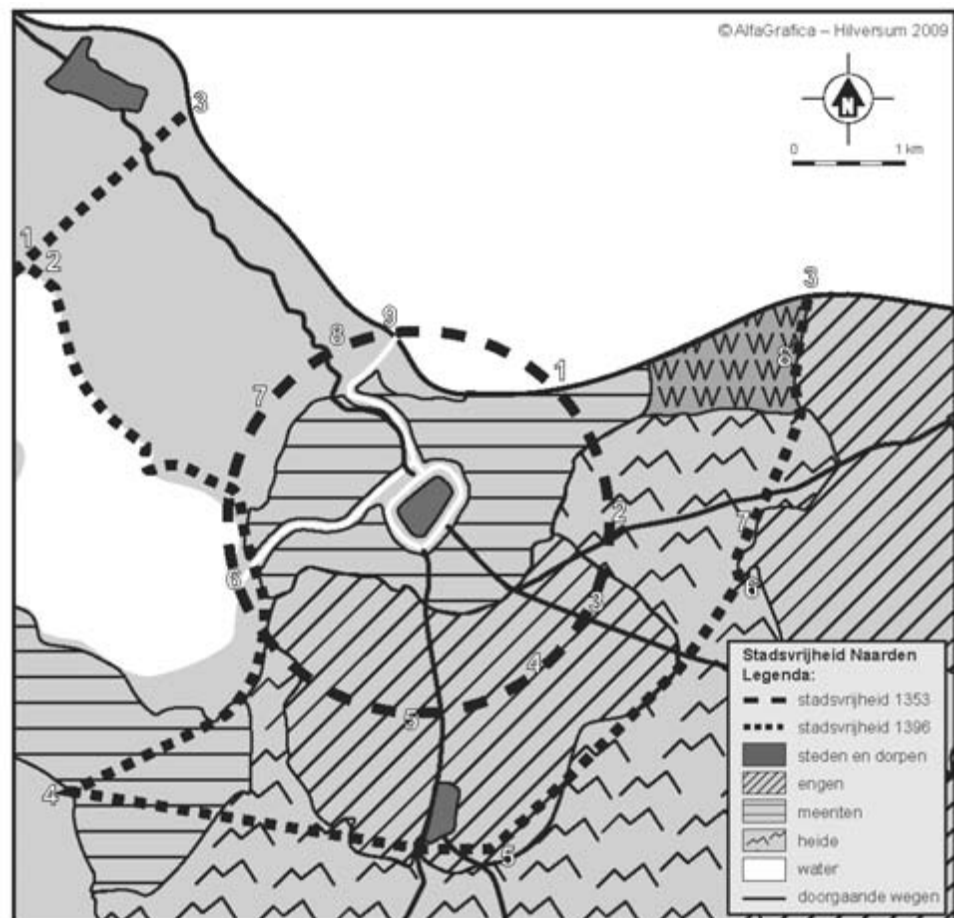 ©AlfaGrafica – Hilversum 2009
N
0 1 km
3
1
2
9
8
7
1
3
6
2
7
6
6
3
4
5
4
5
Stadsvrijheid Naarden
Legenda:
stadsvrijheid 1353
stadsvrijheid 1396
steden en dorpen
engen
meenten
heide
water
doorgaande wegen